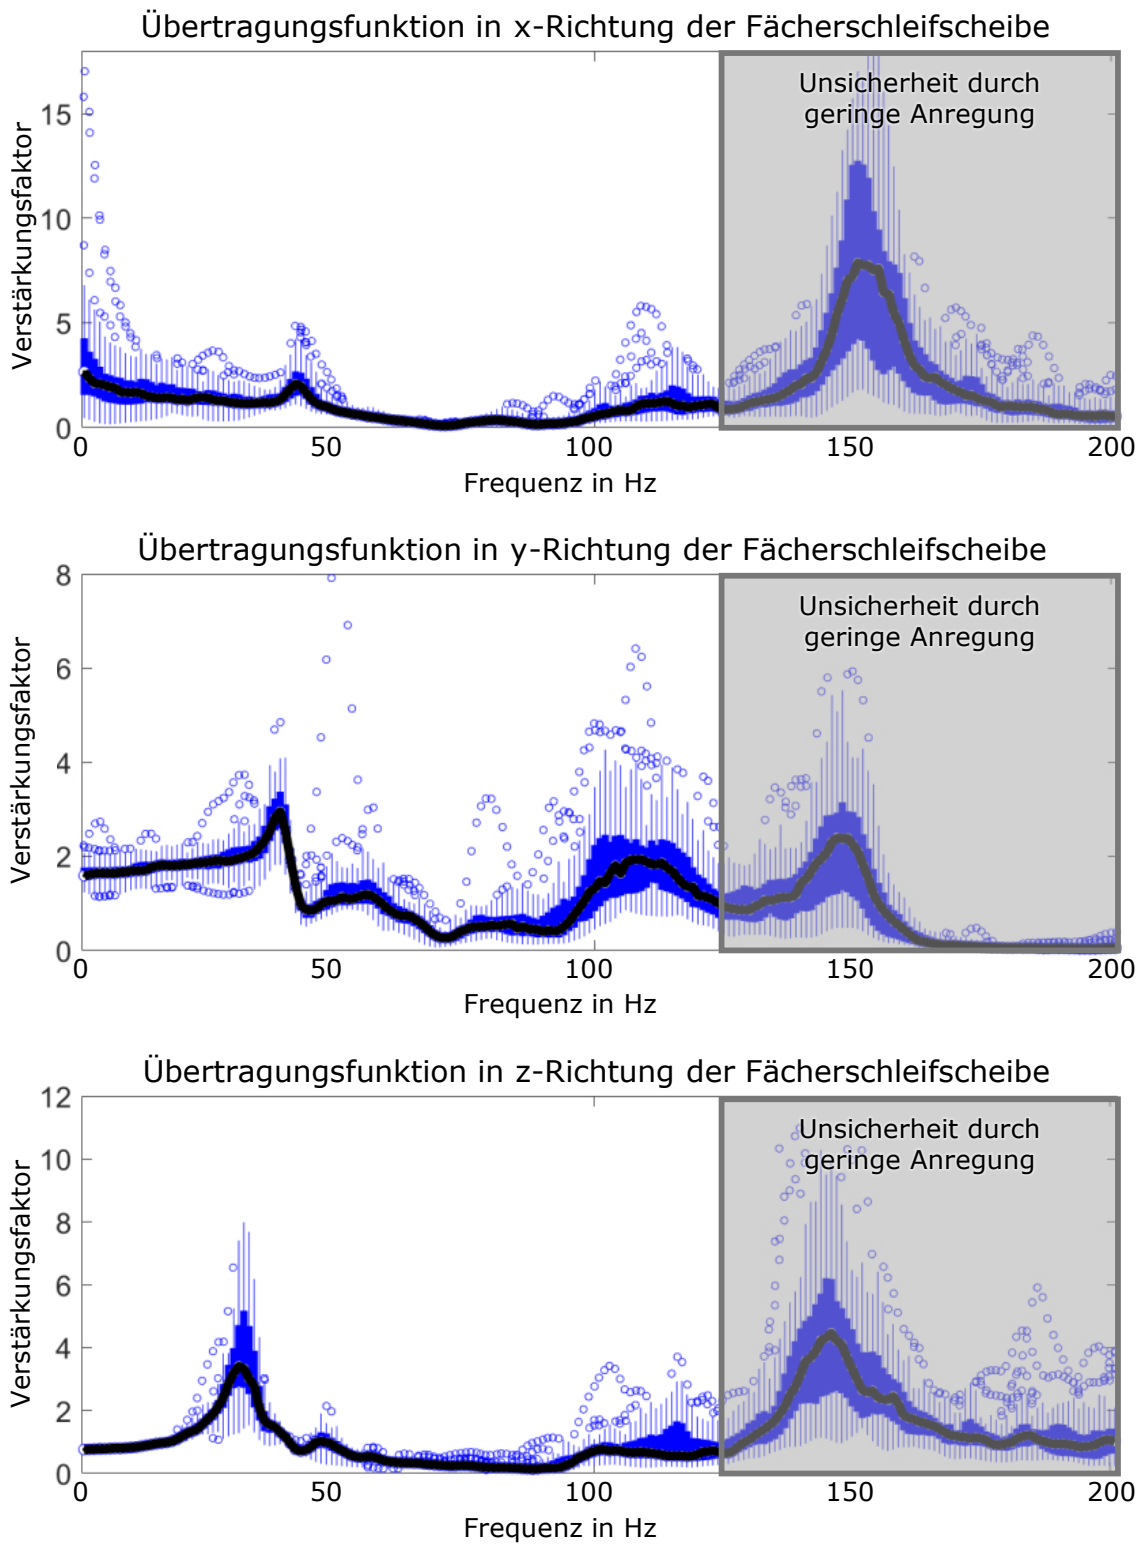 Übertragungsfunktion in x-Richtung der Fächerschleifscheibe
Unsicherheit durch
geringe Anregung
Verstärkungsfaktor
15
10
5
0
0 50 100 150 200
Frequenz in Hz
Übertragungsfunktion in y-Richtung der Fächerschleifscheibe
Unsicherheit durch
geringe Anregung
Verstärkungsfaktor
8
6
4
2
0
0 50 100 150 200
Frequenz in Hz
Übertragungsfunktion in z-Richtung der Fächerschleifscheibe
Unsicherheit durch
geringe Anregung
Verstärkungsfaktor
12
10
8
6
4
2
0
0 50 100 150 200
Frequenz in Hz